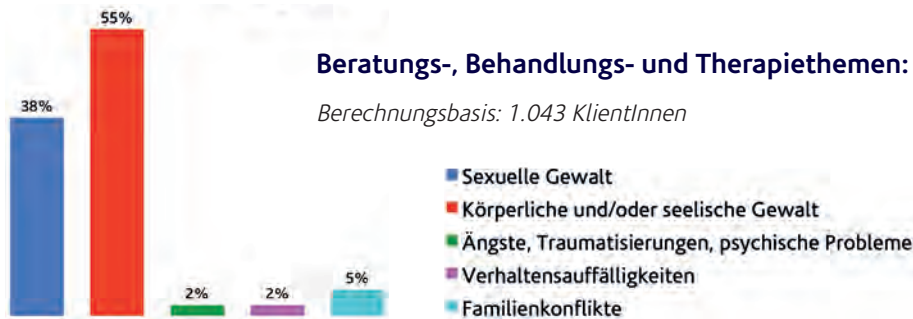 55%
Beratungs-, Behandlungs- und Therapiethemen:
38%
Berechnungsbasis: 1.043 KlientInnen
Sexuelle Gewalt
Körperliche und/oder seelische Gewalt
Ängste, Traumatisierungen, psychische Probleme
2%
2%
5%
Verhaltensauffälligkeiten
Familienkonflikte